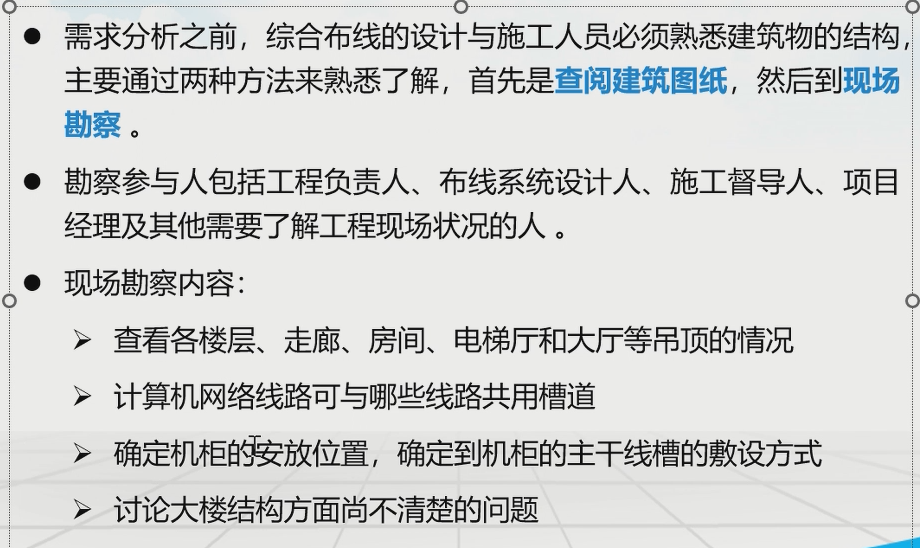 ● 需求分析之前，综合布线的设计与施工人员必须熟悉建筑物的结构，
主要通过两种方法来熟悉了解，首先是查阅建筑图纸，然后到现场
勘察 。
● 勘察参与人包括工程负责人、布线系统设计人、施工督导人、项目
经理及其他需要了解工程现场状况的人 。
● 现场勘察内容：
➢ 查看各楼层、走廊、房间、电梯厅和大厅等吊顶的情况
➢ 计算机网络线路可与哪些线路共用槽道
➢ 确定机柜的安放位置，确定到机柜的主干线槽的敷设方式
➢ 讨论大楼结构方面尚不清楚的问题